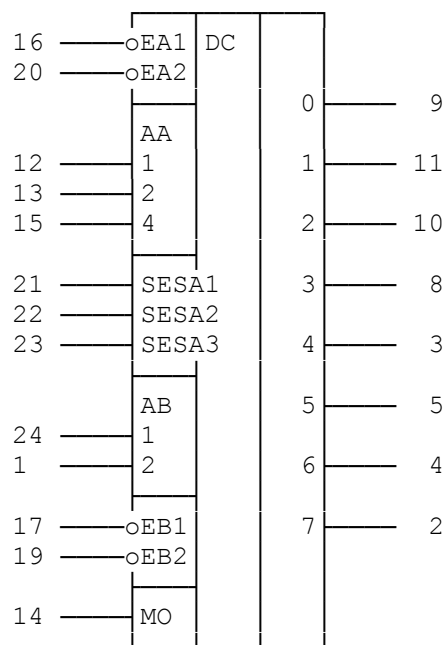 16 EA1 DC
20 EA2
0 9
AA
12 1 1 11
13 2
15 4 2 10
21 SESA1 3 8
22 SESA2
23 SESA3 4 3
AB 5 5
24 1
1 2 6 4
17 EB1 7 2
19 EB2
14 MO